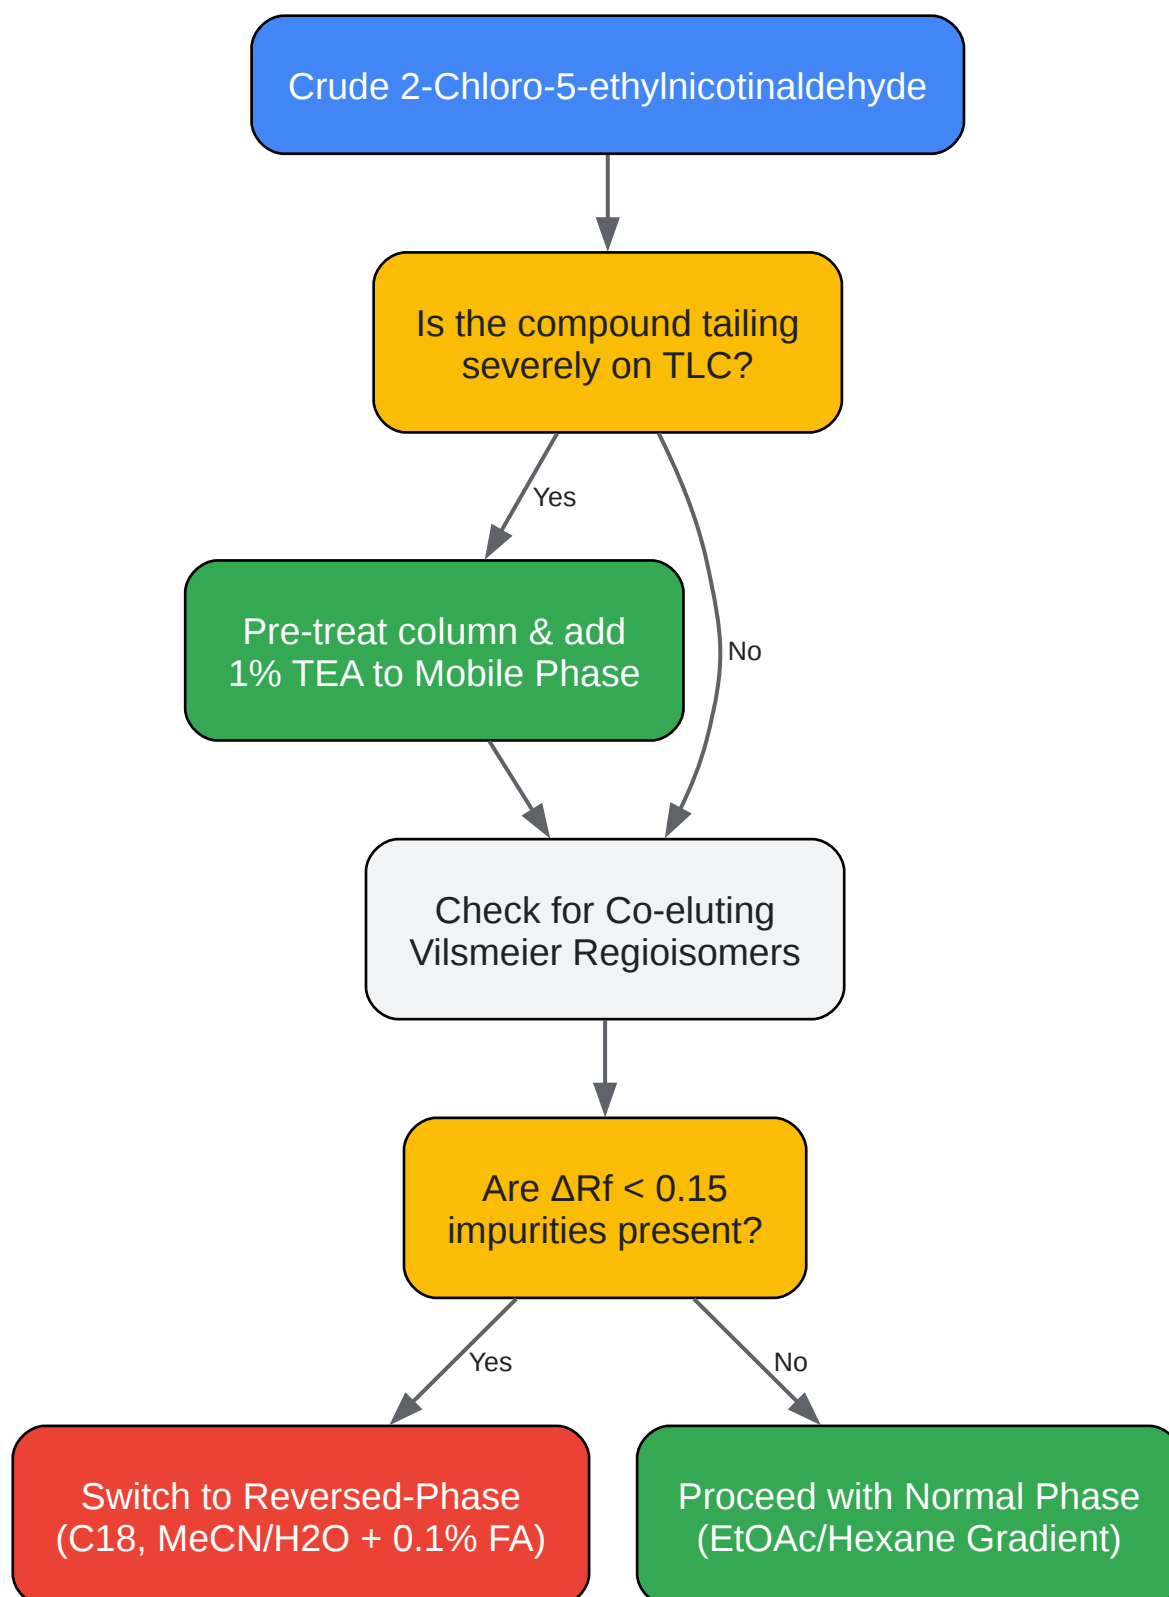 Crude 2-Chloro-5-ethylnicotinaldehyde
Is the compound tailing
severely on TLC?
Yes
Pre-treat column & add
1% TEA to Mobile Phase
No
Check for Co-eluting
Vilsmeier Regioisomers
Are ΔRf < 0.15
impurities present?
Yes
No
Switch to Reversed-Phase
(C18, MeCN/H2O + 0.1% FA)
Proceed with Normal Phase
(EtOAc/Hexane Gradient)